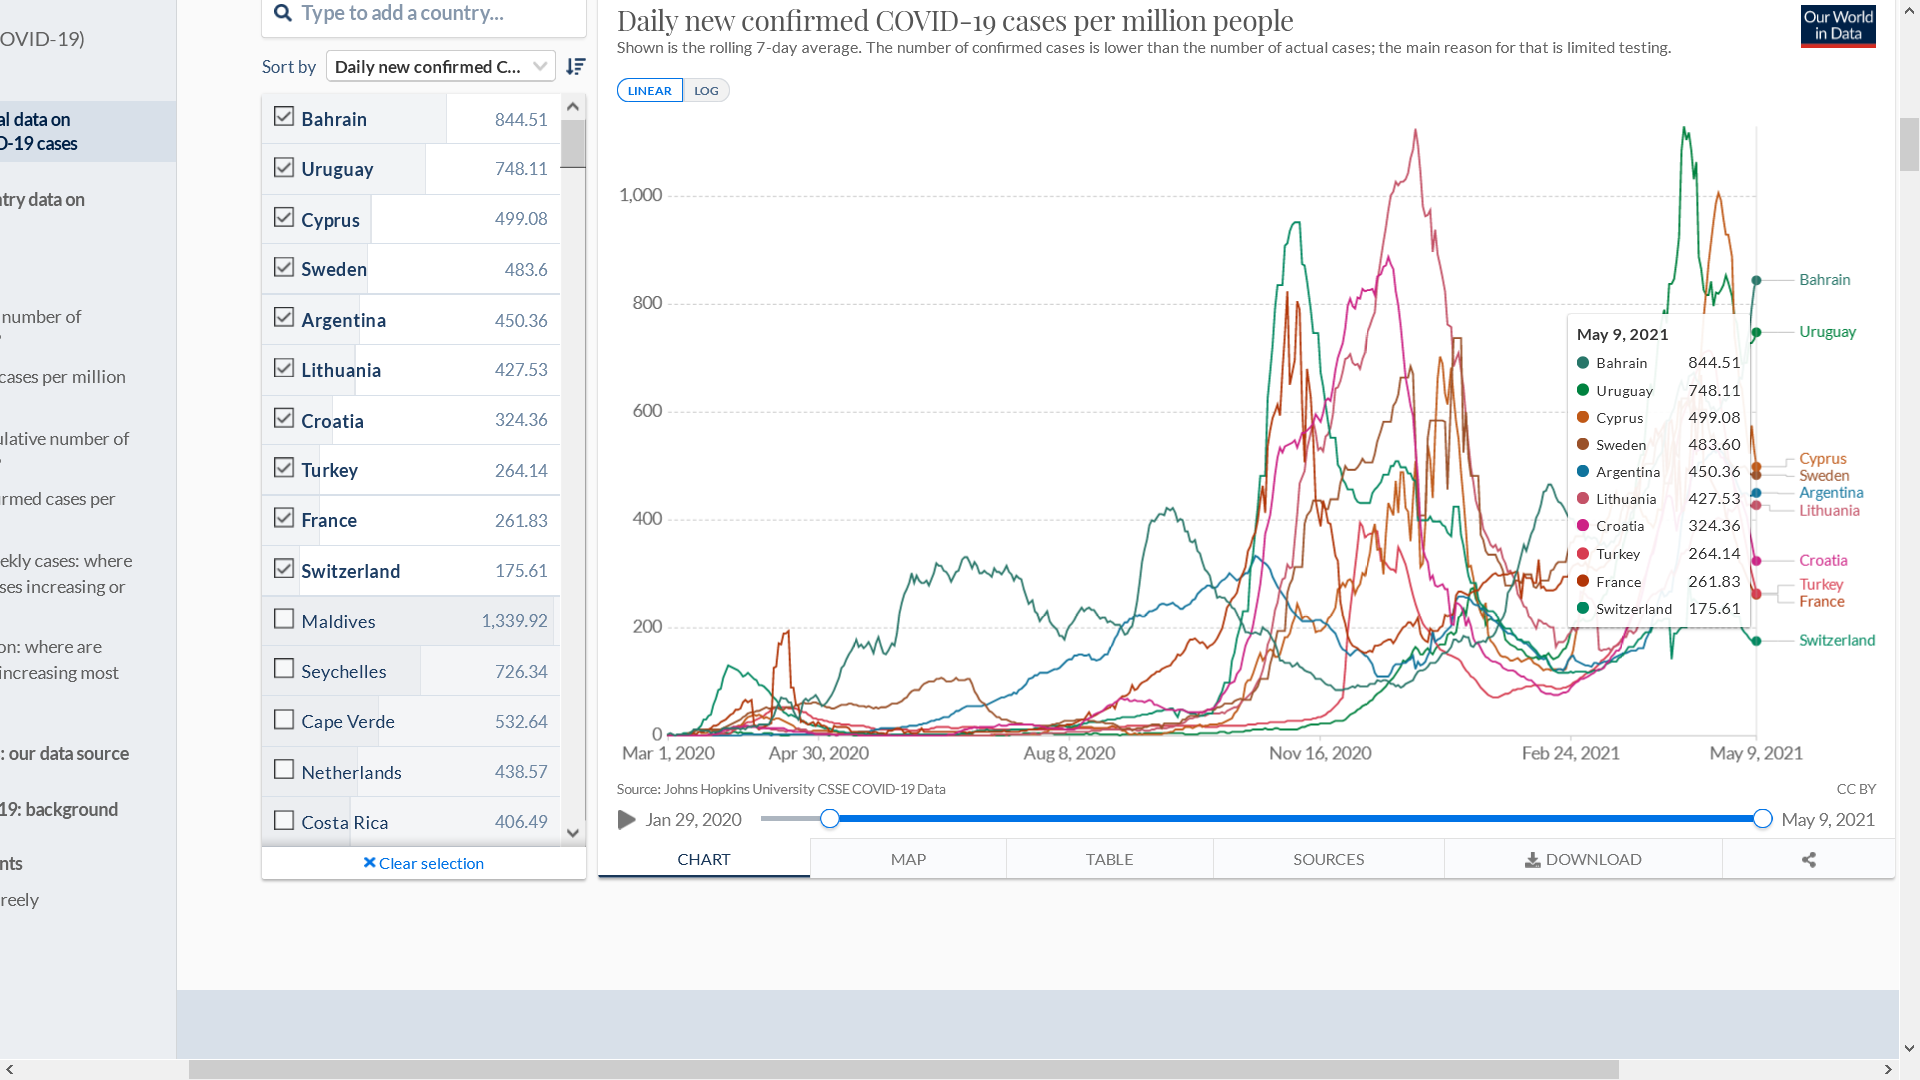 OVID-19)
al data on
O-19 cases
try data on
number of
cases per million
ulative number of
rmed cases per
ekly cases: where
ses increasing or
on: where are
increasing most
: our data source
19: background
nts
reely
Type to add a country...
Sort by Daily new confirmed C...
Bahrain 844.51
Uruguay 748.11
Cyprus 499.08
Sweden 483.6
Argentina 450.36
Lithuania 427.53
Croatia 324.36
Turkey 264.14
France 261.83
Switzerland 175.61
Maldives 1,339.92
Seychelles 726.34
Cape Verde 532.64
Netherlands 438.57
Costa Rica 406.49
Clear selection
Daily new confirmed COVID-19 cases per million people
Shown is the rolling 7-day average. The number of confirmed cases is lower than the number of actual cases; the main reason for that is limited testing.
Our World
in Data
LINEAR LOG
1,000
800
600
400
200
0
Mar 1, 2020 Apr 30, 2020 Aug 8, 2020 Nov 16, 2020 Feb 24, 2021 May 9, 2021
May 9, 2021
Bahrain 844.51
Uruguay 748.11
Cyprus 499.08
Sweden 483.60
Argentina 450.36
Lithuania 427.53
Croatia 324.36
Turkey 264.14
France 261.83
Switzerland 175.61
Bahrain
Uruguay
Cyprus
Sweden
Argentina
Lithuania
Croatia
Turkey
France
Switzerland
Source: Johns Hopkins University CSSE COVID-19 Data CC BY
Jan 29, 2020 May 9, 2021
CHART MAP TABLE SOURCES DOWNLOAD